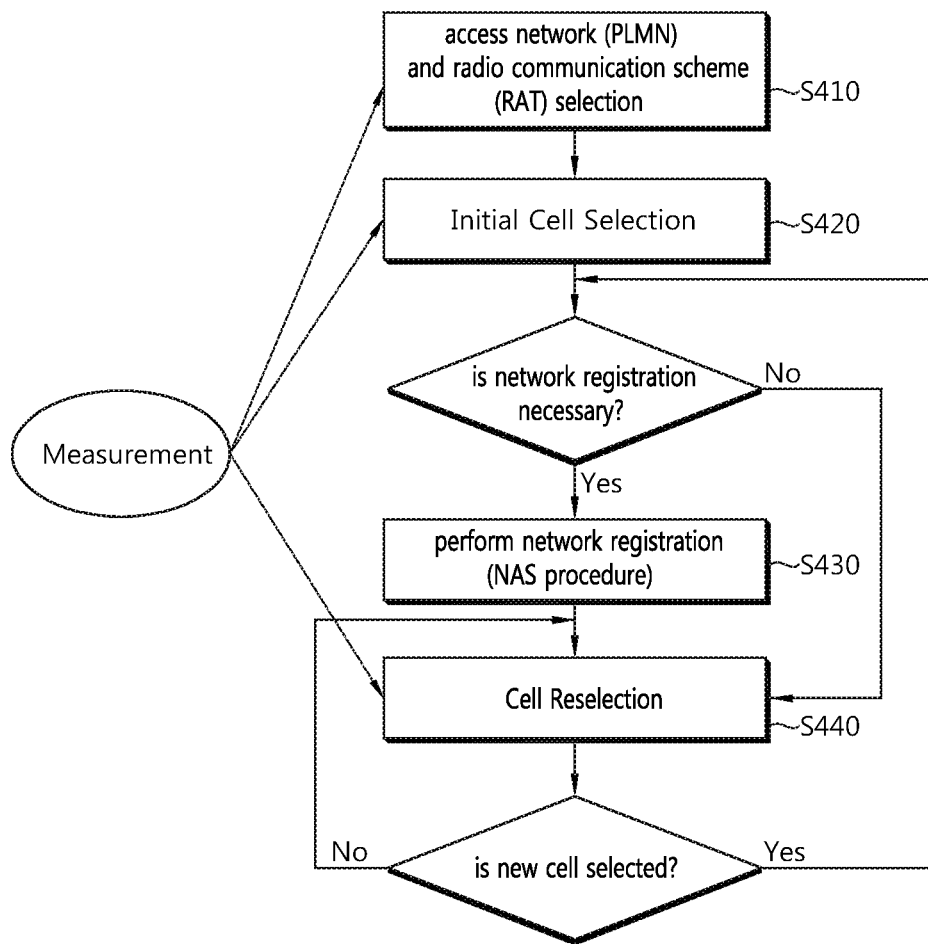 access network (PLMN)
and radio communication scheme
(RAT) selection
S410
Initial Cell Selection
S420
is network registration
necessary?
No
Measurement
Yes
perform network registration
(NAS procedure)
S430
Cell Reselection
S440
No
is new cell selected?
Yes